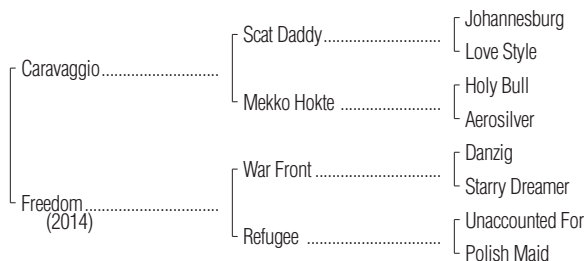 Johannesburg
Scat Daddy
Love Style
Caravaggio
Holy Bull
Mekko Hokte
Aerosilver
Danzig
War Front
Starry Dreamer
Freedom
(2014)
Unaccounted For
Refugee
Polish Maid